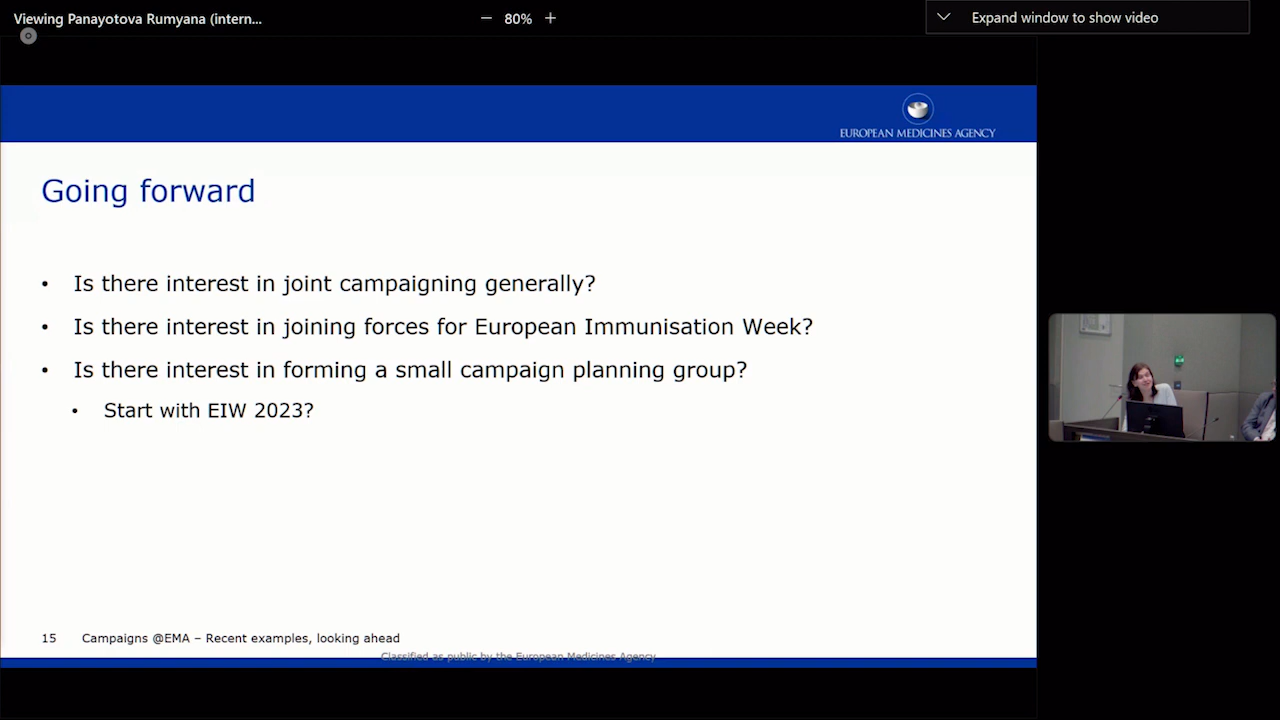 Viewing Panayotova Rumyana (intern...
80%
Expand window to show video
EUROPEAN MEDICINES AGENCY
Going forward
• Is there interest in joint campaigning generally?
• Is there interest in joining forces for European Immunisation Week?
• Is there interest in forming a small campaign planning group?
• Start with EIW 2023?
15 Campaigns @EMA – Recent examples, looking ahead
Classified as public by the European Medicines Agency